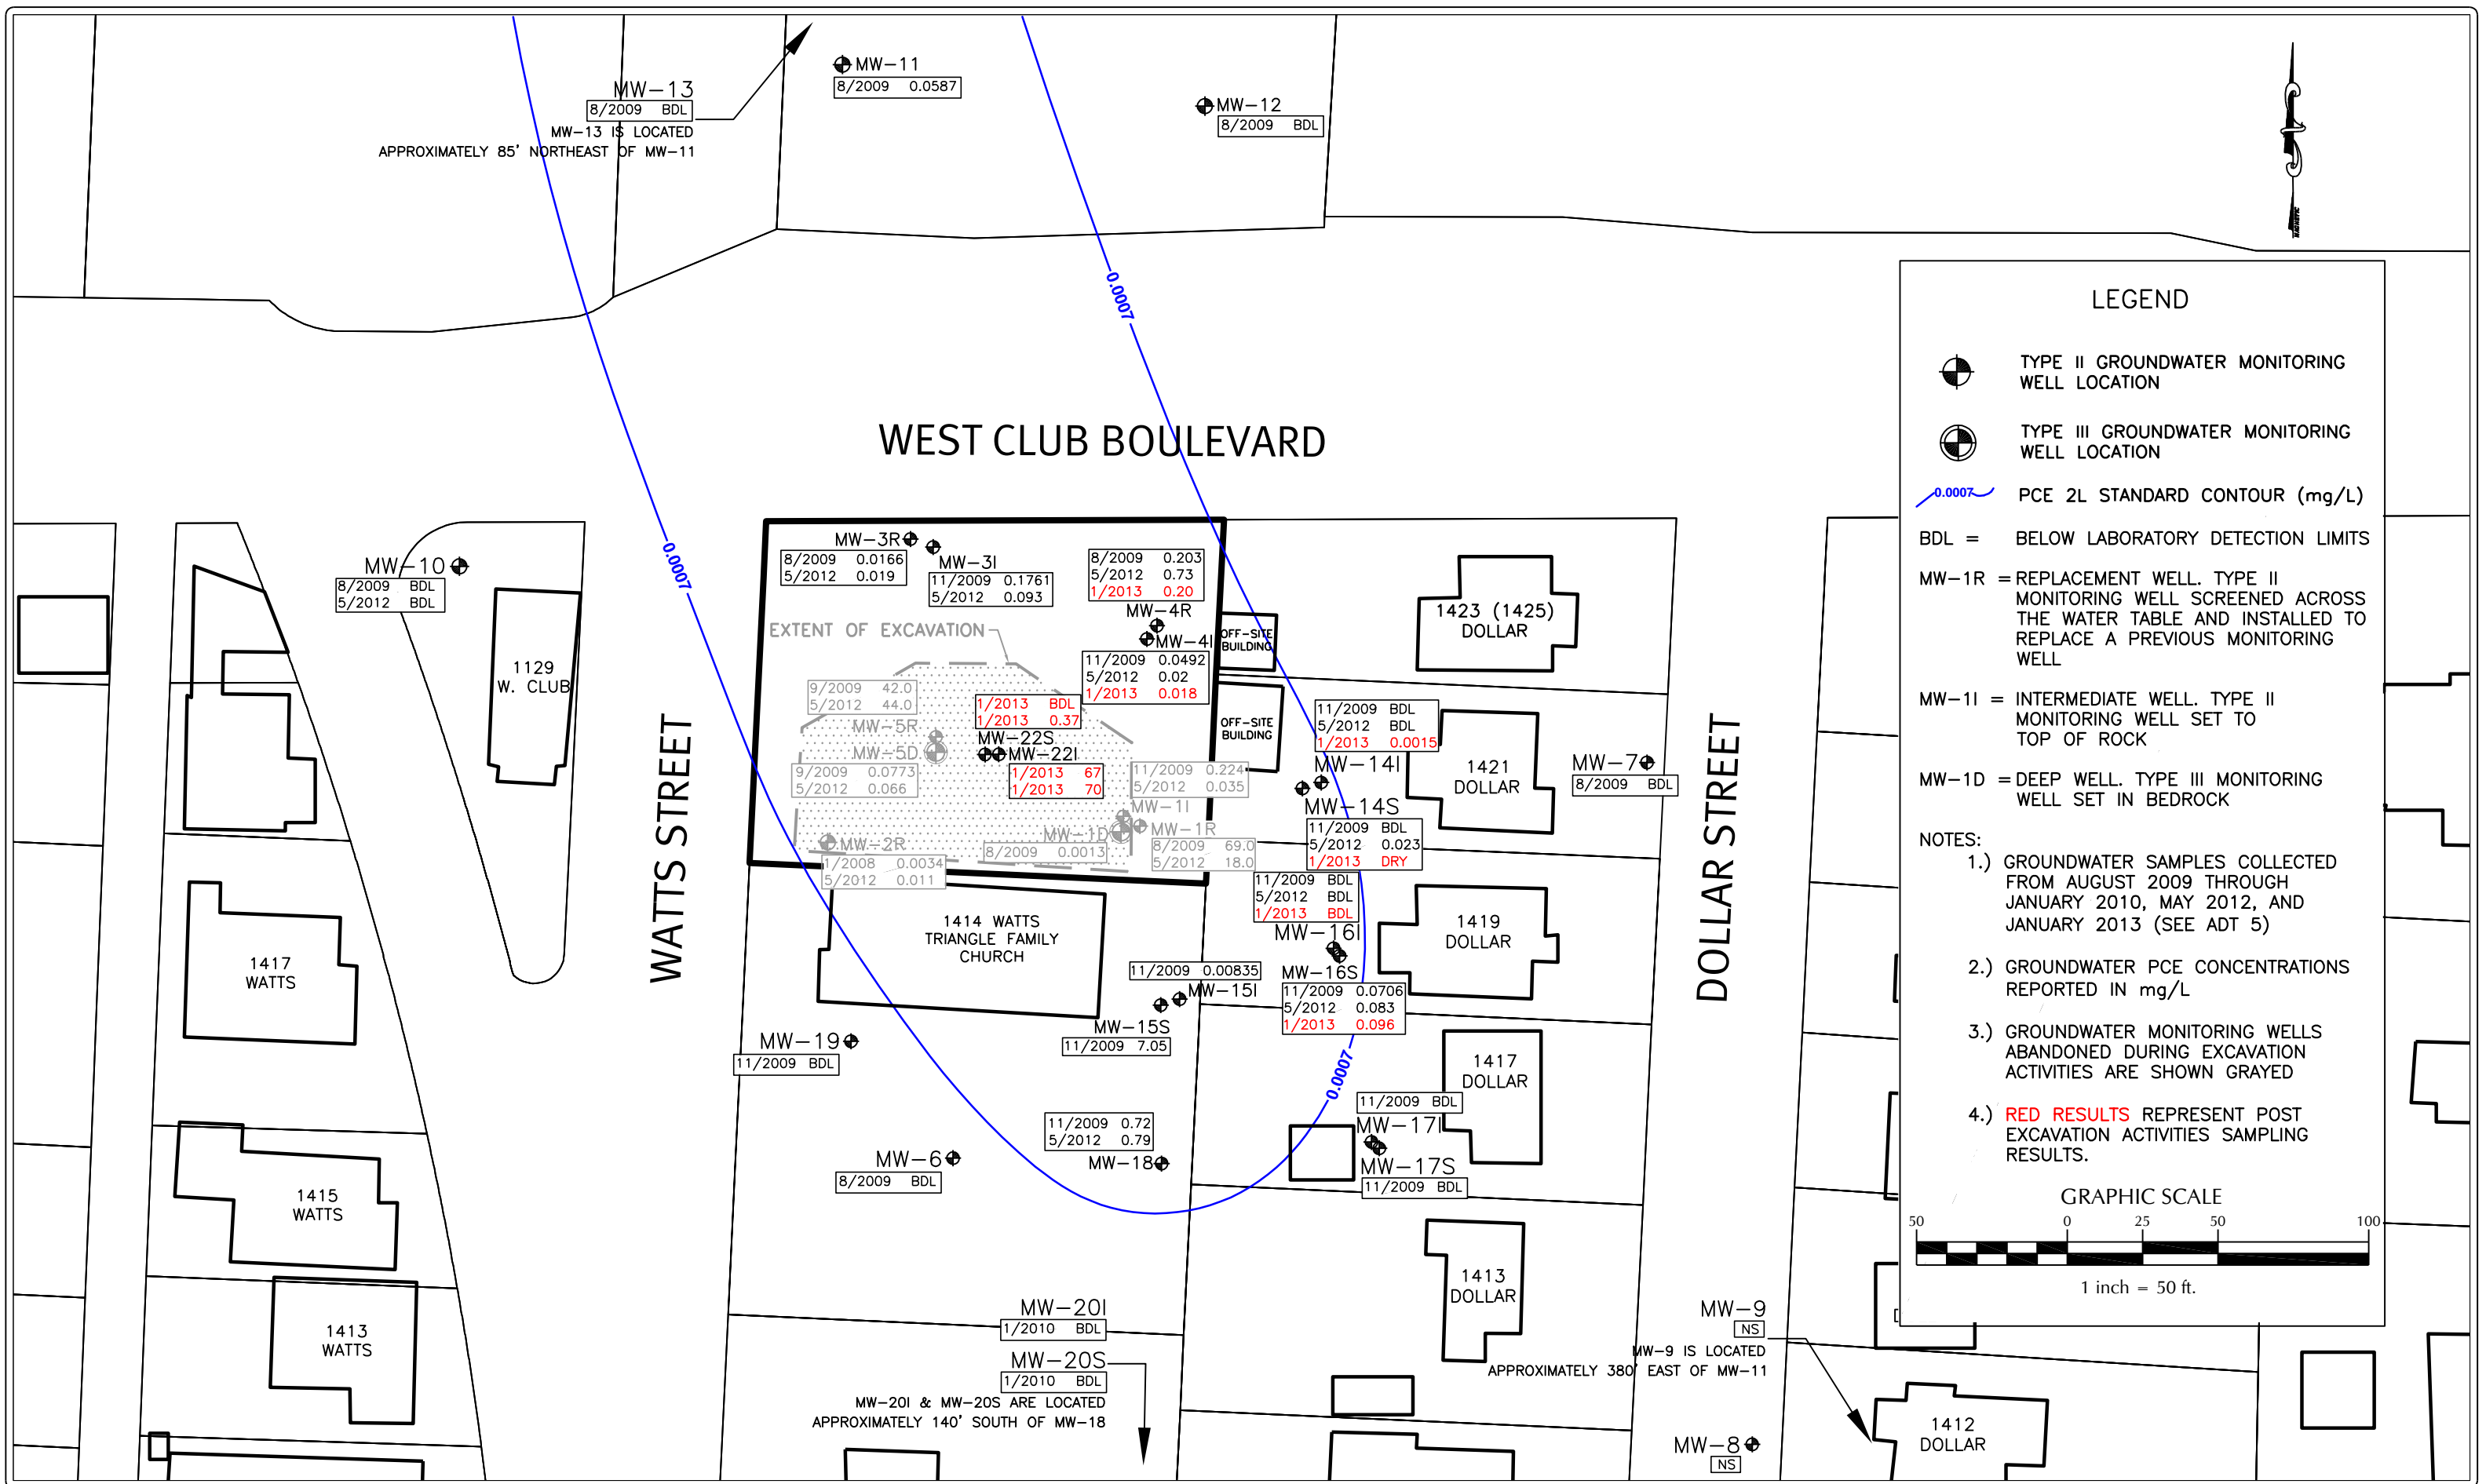 MW-11
8/2009 0.0587
MW-13
8/2009 BDL
MW-13 IS LOCATED
APPROXIMATELY 85' NORTHEAST OF MW-11
MW-12
8/2009 BDL
0.0007
WEST CLUB BOULEVARD
0.0007
MW-10
8/2009 BDL
5/2012 BDL
1129
W. CLUB
MW-3R
8/2009 0.0166
5/2012 0.019
MW-3I
11/2009 0.1761
5/2012 0.093
8/2009 0.203
5/2012 0.73
1/2013 0.20
MW-4R
MW-4I
11/2009 0.0492
5/2012 0.02
1/2013 0.018
EXTENT OF EXCAVATION
OFF-SITE
BUILDING
OFF-SITE
BUILDING
9/2009 42.0
5/2012 44.0
MW-5R
MW-5D
9/2009 0.0773
5/2012 0.066
1/2013 BDL
1/2013 0.37
MW-22S
MW-22I
1/2013 67
1/2013 70
11/2009 0.224
5/2012 0.035
MW-1I
MW-1D
8/2009 0.0013
MW-1R
8/2009 69.0
5/2012 18.0
MW-2R
1/2008 0.0034
5/2012 0.011
11/2009 BDL
5/2012 BDL
1/2013 0.0015
MW-14I
MW-14S
11/2009 BDL
5/2012 0.023
1/2013 DRY
11/2009 BDL
5/2012 BDL
1/2013 BDL
MW-16I
MW-16S
11/2009 0.0706
5/2012 0.083
1/2013 0.096
0.0007
1423 (1425)
DOLLAR
1421
DOLLAR
MW-7
8/2009 BDL
1419
DOLLAR
1417
DOLLAR
1413
DOLLAR
WATTS STREET
DOLLAR STREET
1414 WATTS
TRIANGLE FAMILY
CHURCH
11/2009 0.00835
MW-15I
MW-15S
11/2009 7.05
MW-19
11/2009 BDL
MW-6
8/2009 BDL
11/2009 0.72
5/2012 0.79
MW-18
11/2009 BDL
MW-17I
MW-17S
11/2009 BDL
1417
WATTS
1415
WATTS
1413
WATTS
MW-20I
1/2010 BDL
MW-20S
1/2010 BDL
MW-20I & MW-20S ARE LOCATED
APPROXIMATELY 140' SOUTH OF MW-18
MW-9
NS
MW-9 IS LOCATED
APPROXIMATELY 380' EAST OF MW-11
MW-8
NS
1412
DOLLAR
LEGEND
TYPE II GROUNDWATER MONITORING
WELL LOCATION
TYPE III GROUNDWATER MONITORING
WELL LOCATION
0.0007 PCE 2L STANDARD CONTOUR (mg/L)
BDL = BELOW LABORATORY DETECTION LIMITS
MW-1R = REPLACEMENT WELL. TYPE II
MONITORING WELL SCREENED ACROSS
THE WATER TABLE AND INSTALLED TO
REPLACE A PREVIOUS MONITORING
WELL
MW-1I = INTERMEDIATE WELL. TYPE II
MONITORING WELL SET TO
TOP OF ROCK
MW-1D = DEEP WELL. TYPE III MONITORING
WELL SET IN BEDROCK
NOTES:
1.) GROUNDWATER SAMPLES COLLECTED
FROM AUGUST 2009 THROUGH
JANUARY 2010, MAY 2012, AND
JANUARY 2013 (SEE ADT 5)
2.) GROUNDWATER PCE CONCENTRATIONS
REPORTED IN mg/L
3.) GROUNDWATER MONITORING WELLS
ABANDONED DURING EXCAVATION
ACTIVITIES ARE SHOWN GRAYED
4.) RED RESULTS REPRESENT POST
EXCAVATION ACTIVITIES SAMPLING
RESULTS.
GRAPHIC SCALE
50 0 25 50 100
1 inch = 50 ft.